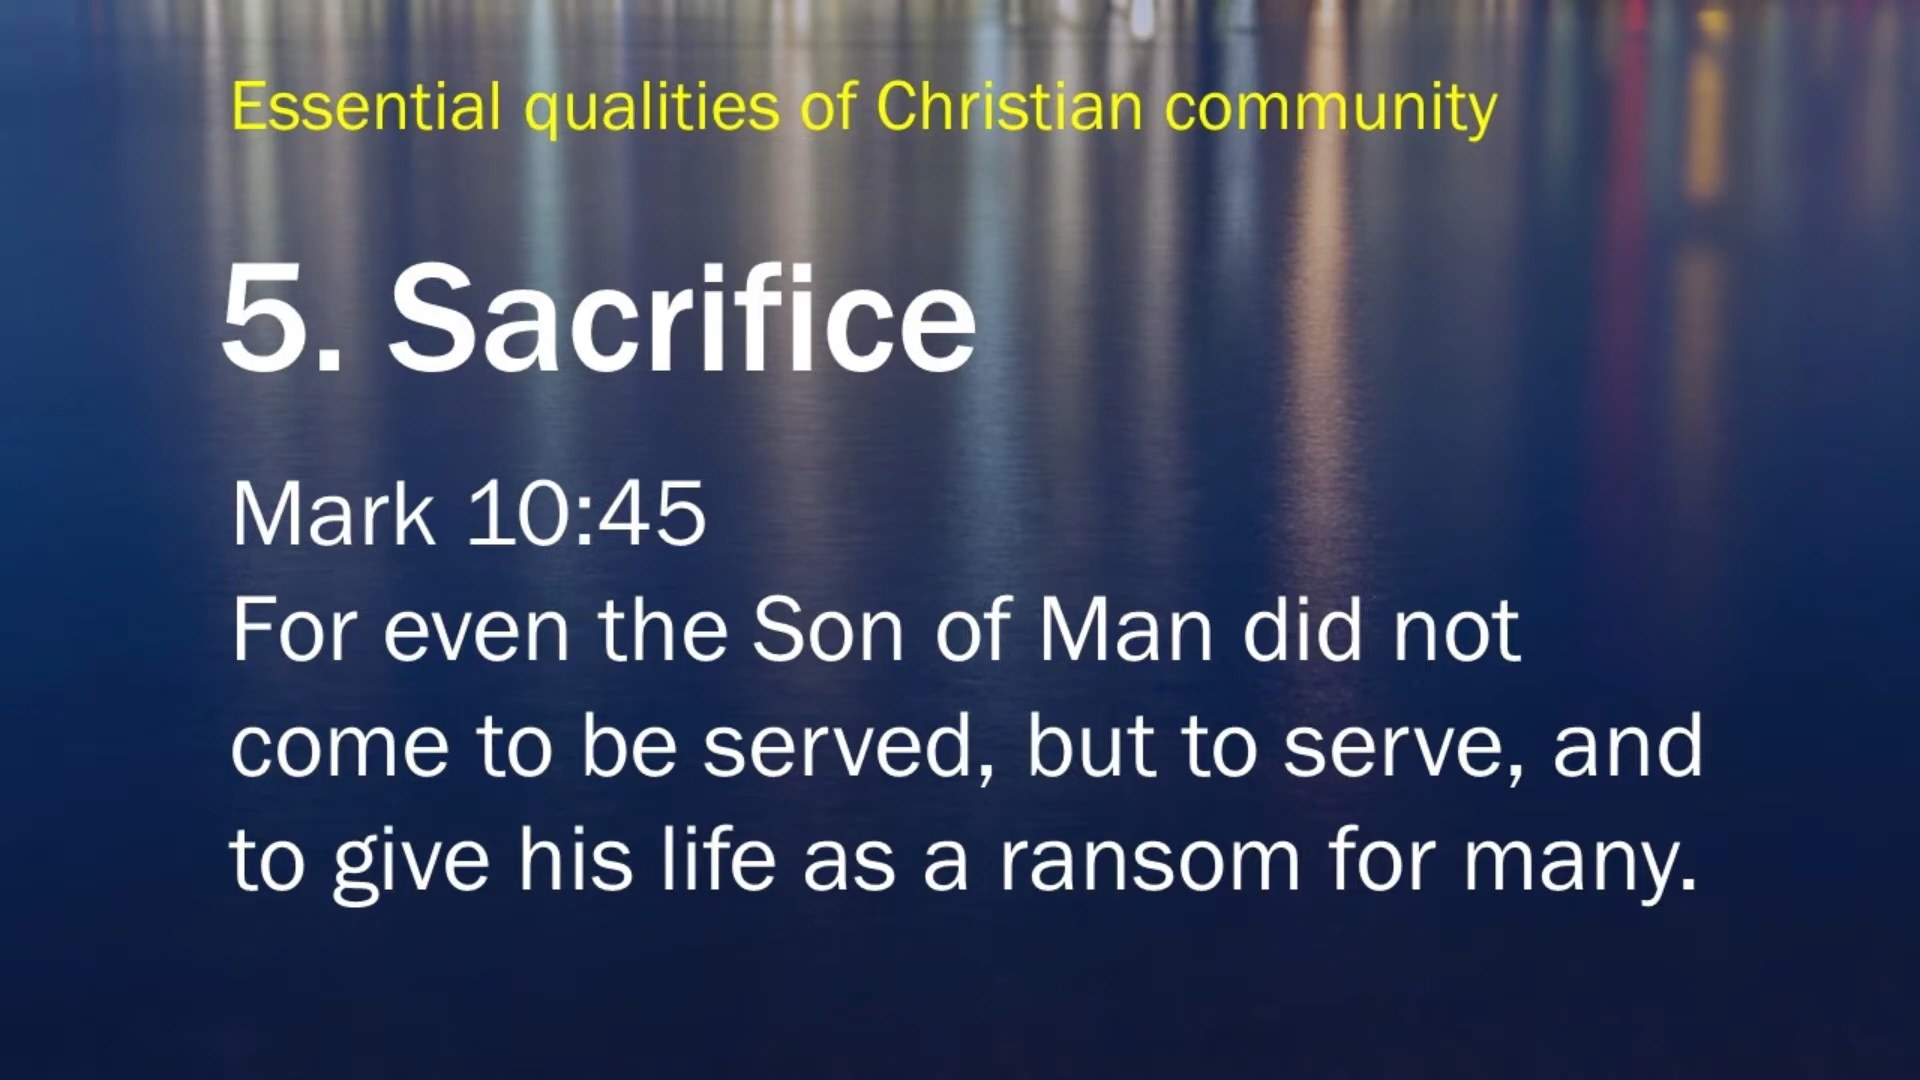 Essential qualities of Christian community
5. Sacrifice
Mark 10:45
For even the Son of Man did not
come to be served, but to serve, and
to give his life as a ransom for many.